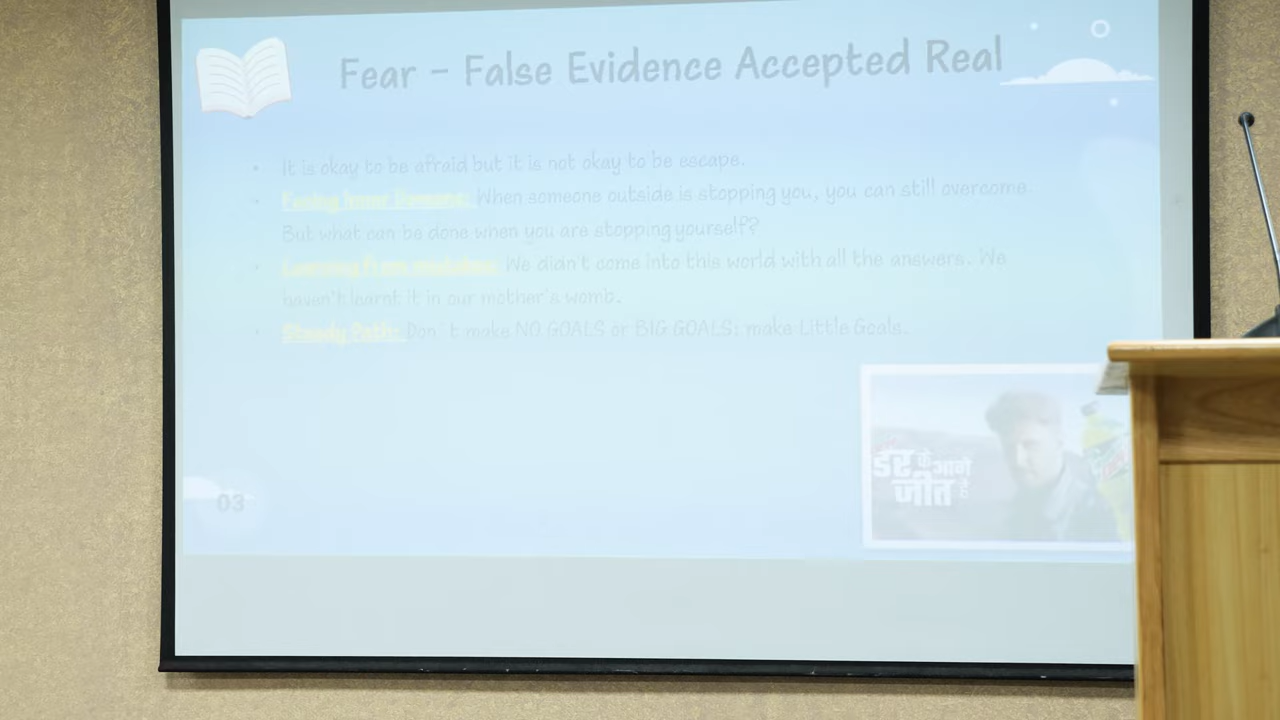 Fear - False Evidence Accepted Real
• It is okay to be afraid but it is not okay to be escape.
• Facing Inner Demons: When someone outside is stopping you, you can still overcome.
But what can be done when you are stopping yourself?
• Learning From mistakes: We didn't come into this world with all the answers. We
haven't learnt it in our mother's womb.
• Steady Path: Don't make NO GOALS or BIG GOALS; make Little Goals.
डर के आगे
जीत है
03